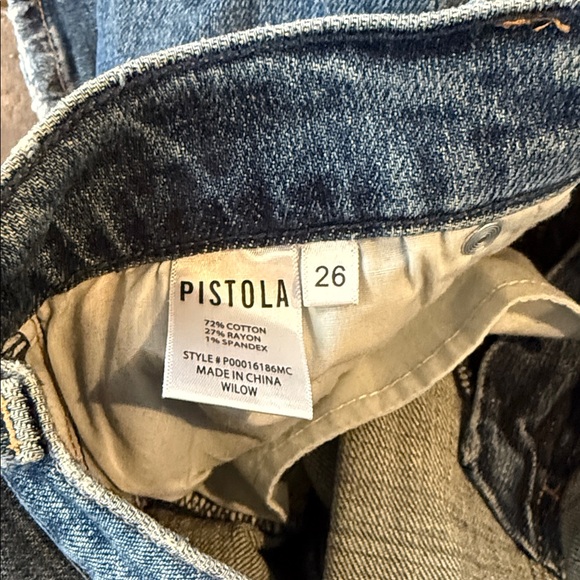 PISTOLA
26
72% COTTON
27% RAYON
1% SPANDEX
STYLE # P00016186MC
MADE IN CHINA
WILOW